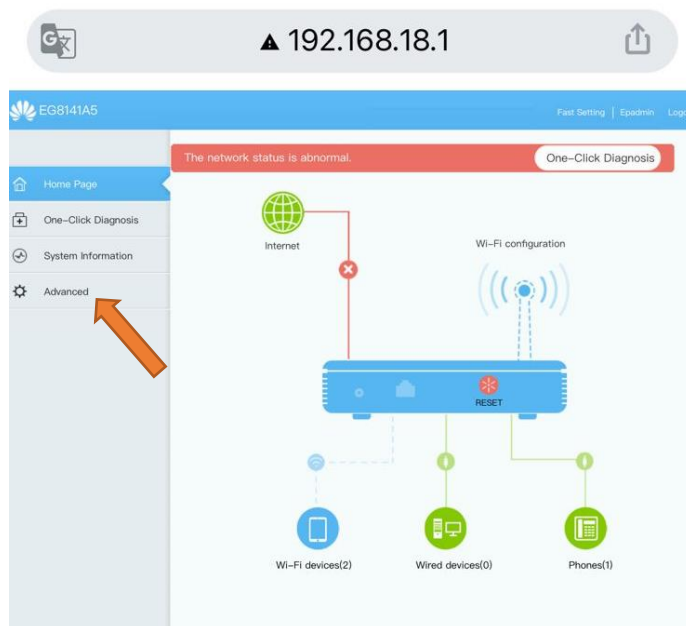 192.168.18.1
EG8141A5
Fast Setting | Epadmin Logo
The network status is abnormal.
One-Click Diagnosis
Home Page
One-Click Diagnosis
System Information
Advanced
Internet
Wi-Fi configuration
RESET
Wi-Fi devices(2)
Wired devices(0)
Phones(1)